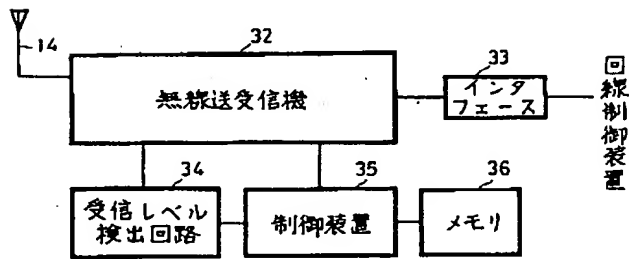 14
32
無線送受信機
33
インタ
フェース
回線制御装置
34
受信レベル
検出回路
35
制御装置
36
メモリ